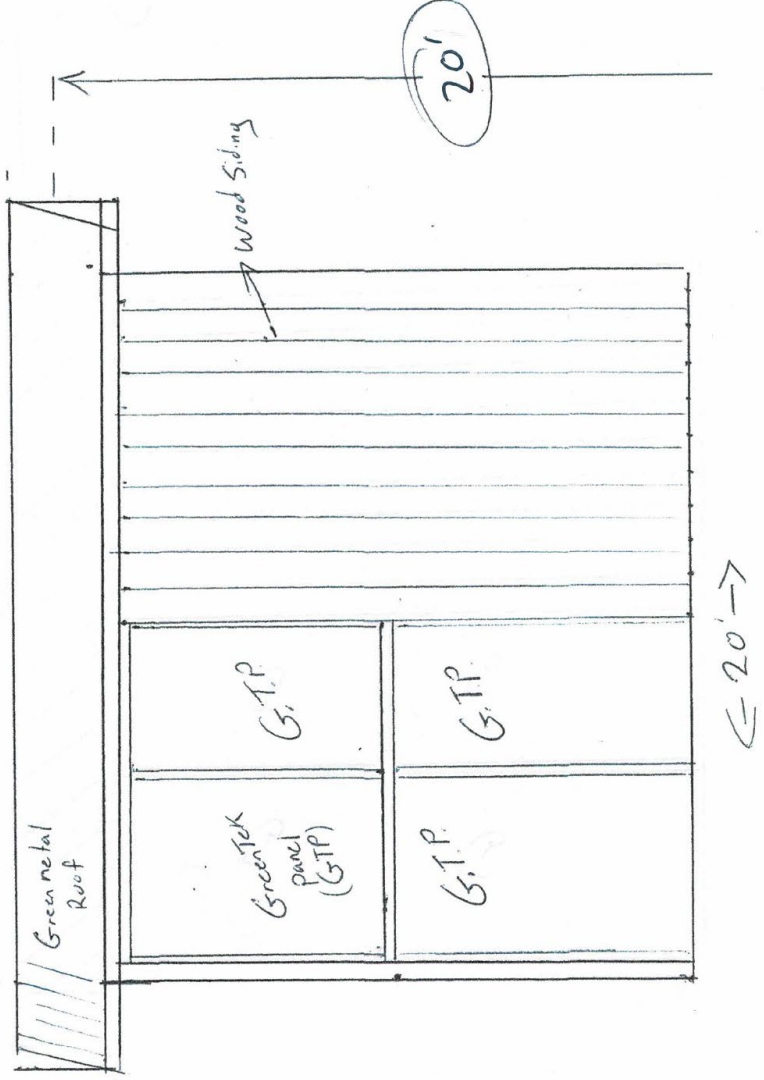 Green metal
Roof
GreenTek
panel
(GTP)
G.T.P.
G.T.P.
G.T.P.
Wood Siding
20'
← 20' →